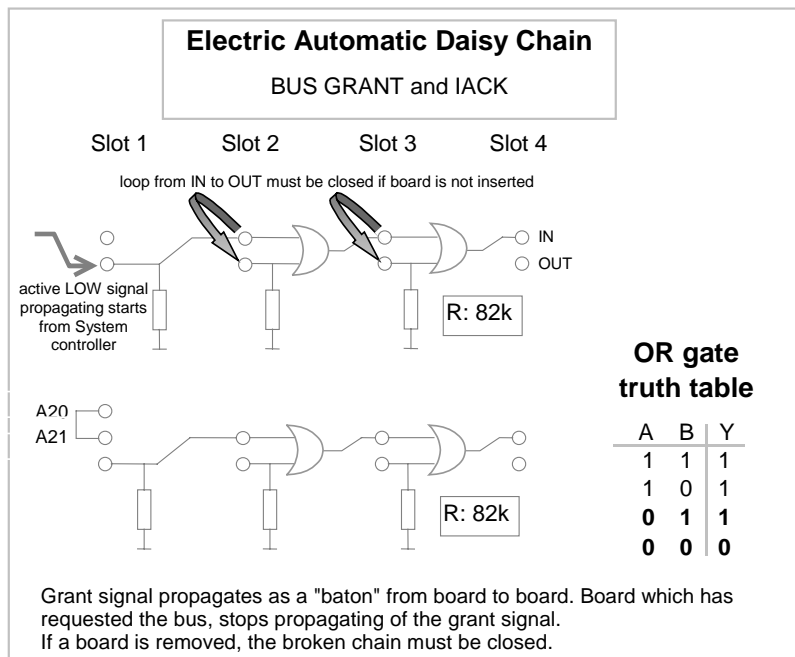 Electric Automatic Daisy Chain
BUS GRANT and IACK
Slot 1 Slot 2 Slot 3 Slot 4
loop from IN to OUT must be closed if board is not inserted
IN
OUT
active LOW signal
propagating starts
from System
controller
R: 82k
OR gate
truth table
A B Y
1 1 1
1 0 1
0 1 1
0 0 0
A20
A21
R: 82k
Grant signal propagates as a "baton" from board to board. Board which has
requested the bus, stops propagating of the grant signal.
If a board is removed, the broken chain must be closed.